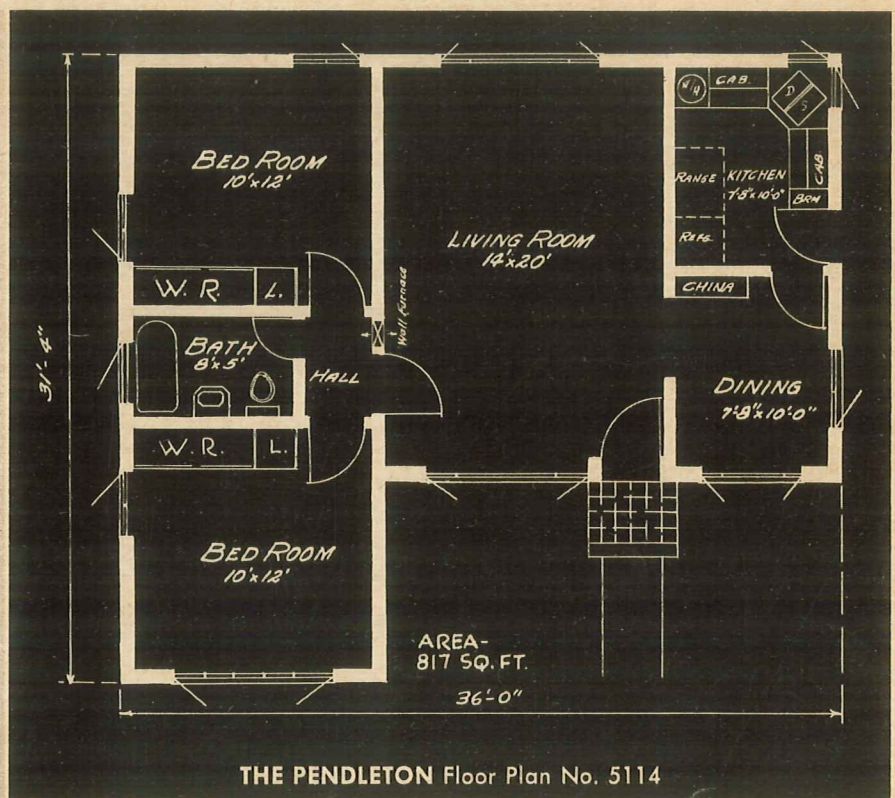 BED ROOM
10'x12'
LIVING ROOM
14'x20'
W/H
CAB.
D
S
RANGE
KITCHEN
7'-8"x10'-0"
CAB
BRM
REFG.
CHINA
W. R.
L.
Wall Furnace
BATH
8'x5'
HALL
DINING
7'-8"x10'-0"
31'-4"
W. R.
L.
BED ROOM
10'x12'
AREA-
817 SQ. FT.
36'-0"
THE PENDLETON Floor Plan No. 5114